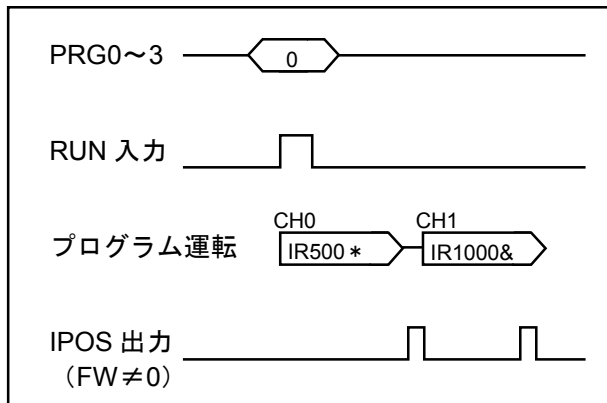 PRG0～3
0
RUN 入力
CH0 CH1
プログラム運転 IR500＊ IR1000&
IPOS 出力
（FW≠0）